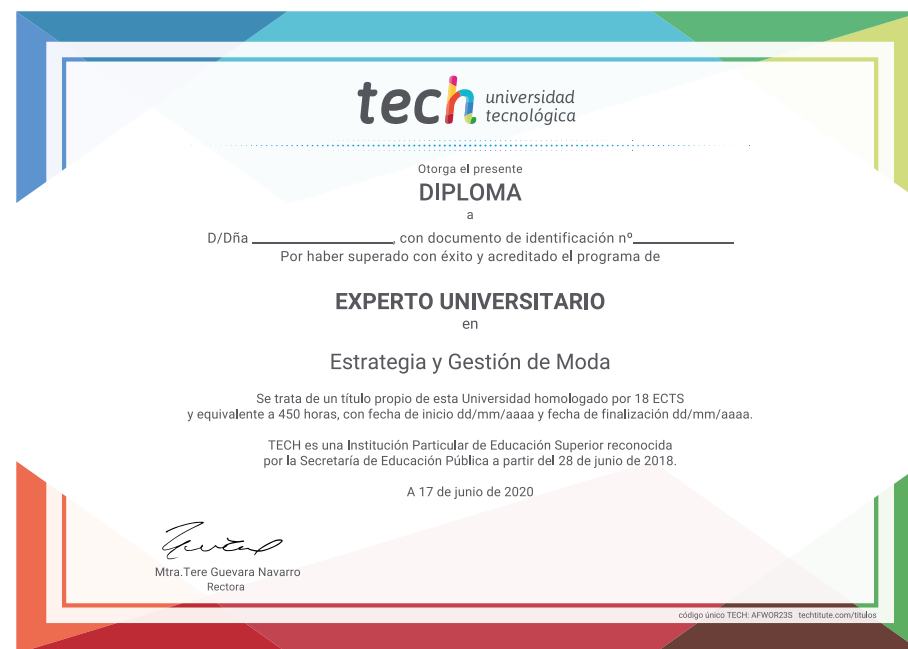 tech universidad
tecnológica
Otorga el presente
DIPLOMA
a
D/Dña ____________, con documento de identificación nº____________
Por haber superado con éxito y acreditado el programa de
EXPERTO UNIVERSITARIO
en
Estrategia y Gestión de Moda
Se trata de un título propio de esta Universidad homologado por 18 ECTS
y equivalente a 450 horas, con fecha de inicio dd/mm/aaaa y fecha de finalización dd/mm/aaaa.
TECH es una Institución Particular de Educación Superior reconocida
por la Secretaría de Educación Pública a partir del 28 de junio de 2018.
A 17 de junio de 2020
Mtra.Tere Guevara Navarro
Rectora
código único TECH: AFWOR23S techtitute.com/titulos